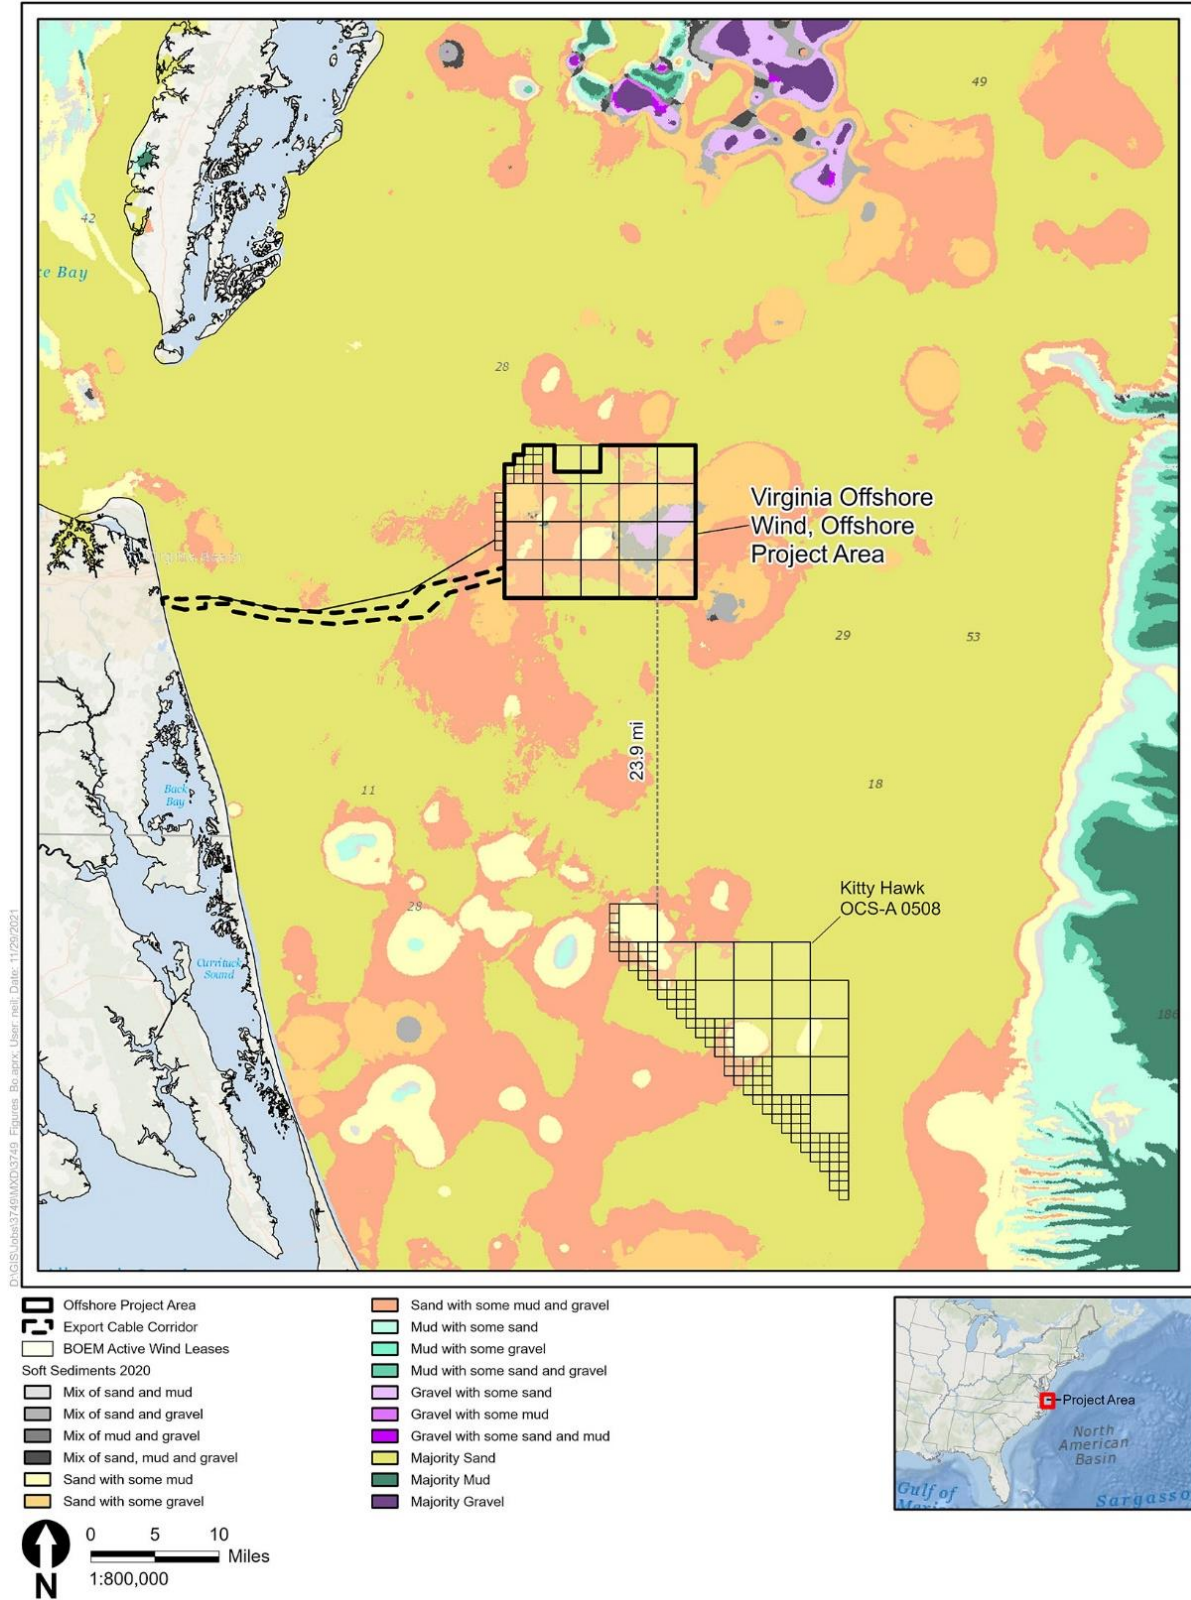 49
42
ke Bay
28
Virginia Offshore
Wind, Offshore
Project Area
29
53
23.9 mi
18
11
Back
Bay
Kitty Hawk
OCS-A 0508
28
Currituck
Sound
186
Offshore Project Area
Export Cable Corridor
BOEM Active Wind Leases
Soft Sediments 2020
Mix of sand and mud
Mix of sand and gravel
Mix of mud and gravel
Mix of sand, mud and gravel
Sand with some mud
Sand with some gravel
Sand with some mud and gravel
Mud with some sand
Mud with some gravel
Mud with some sand and gravel
Gravel with some sand
Gravel with some mud
Gravel with some sand and mud
Majority Sand
Majority Mud
Majority Gravel
Project Area
North
American
Basin
Gulf of
Sargasso
N
0 5 10
Miles
1:800,000